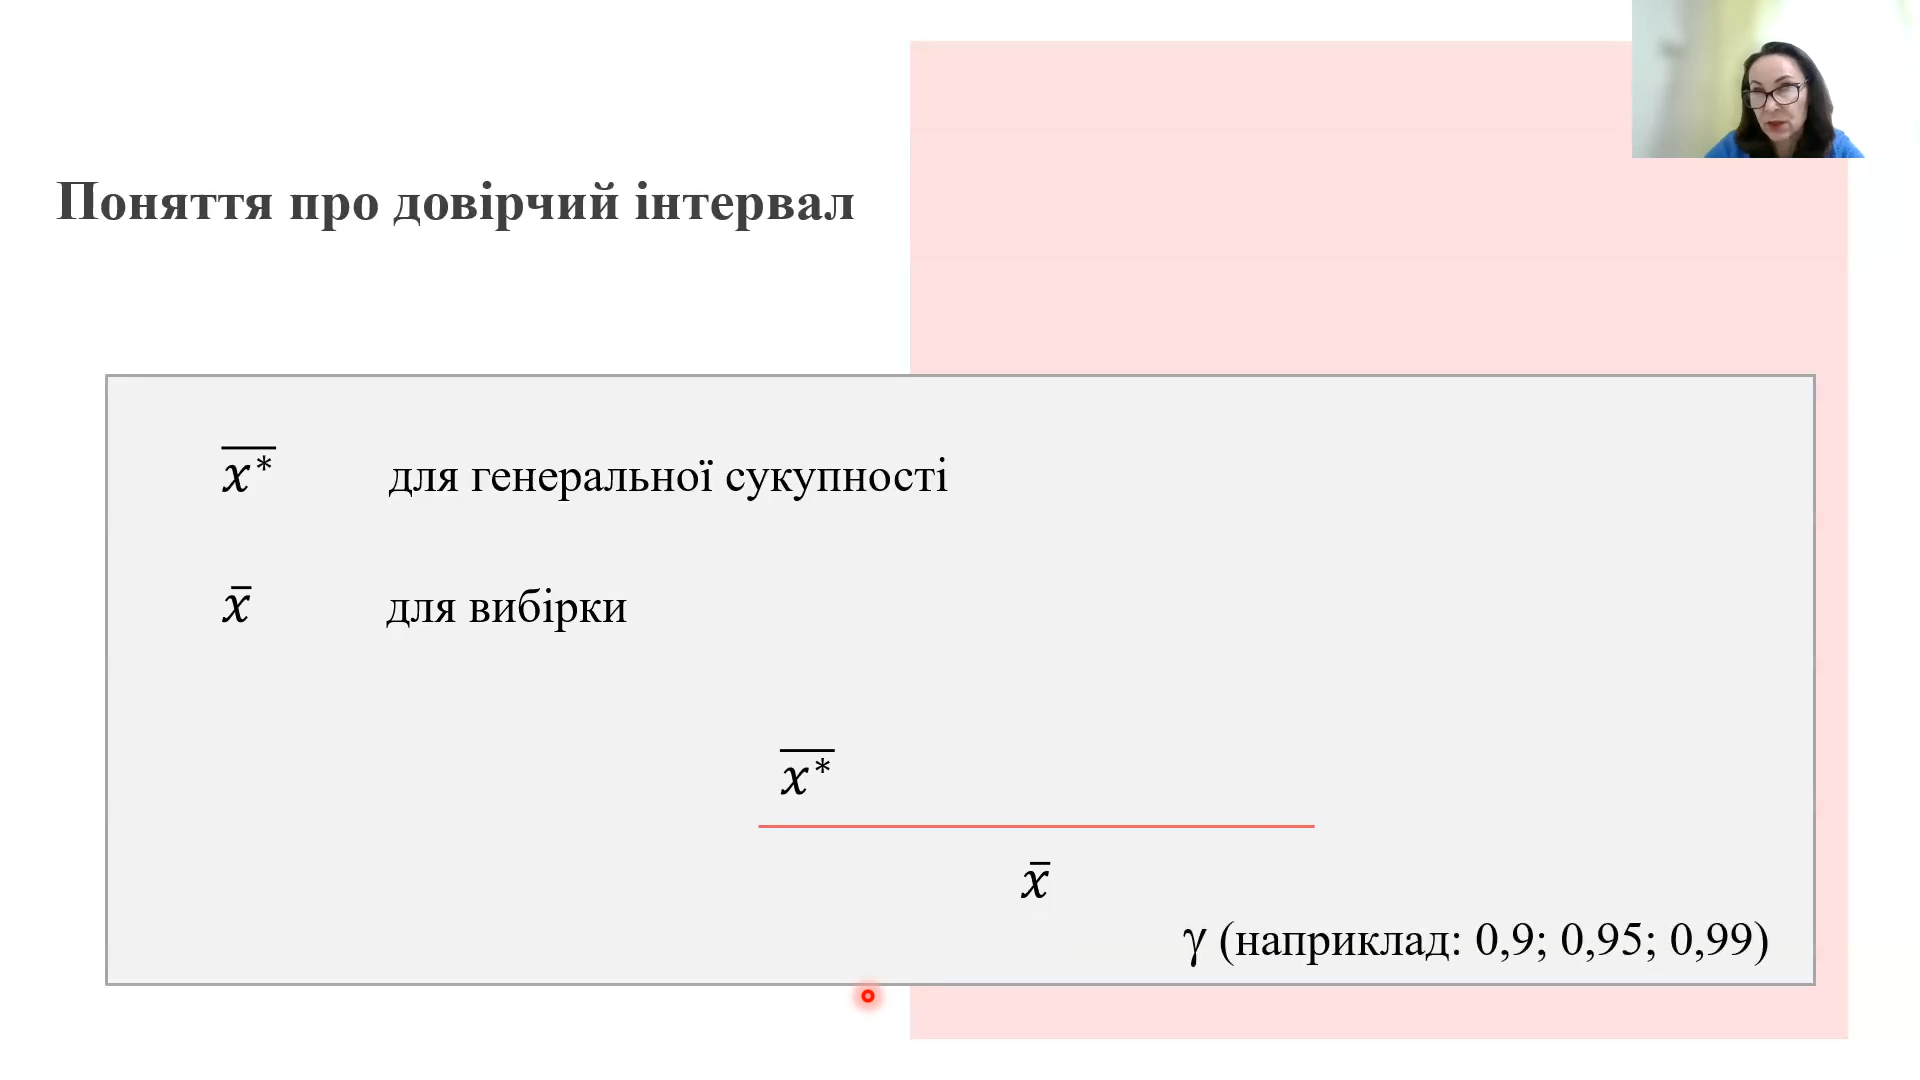 Поняття про довірчий інтервал
x̅*̅ для генеральної сукупності
x̅ для вибірки
x̅*̅
x̅
γ (наприклад: 0,9; 0,95; 0,99)